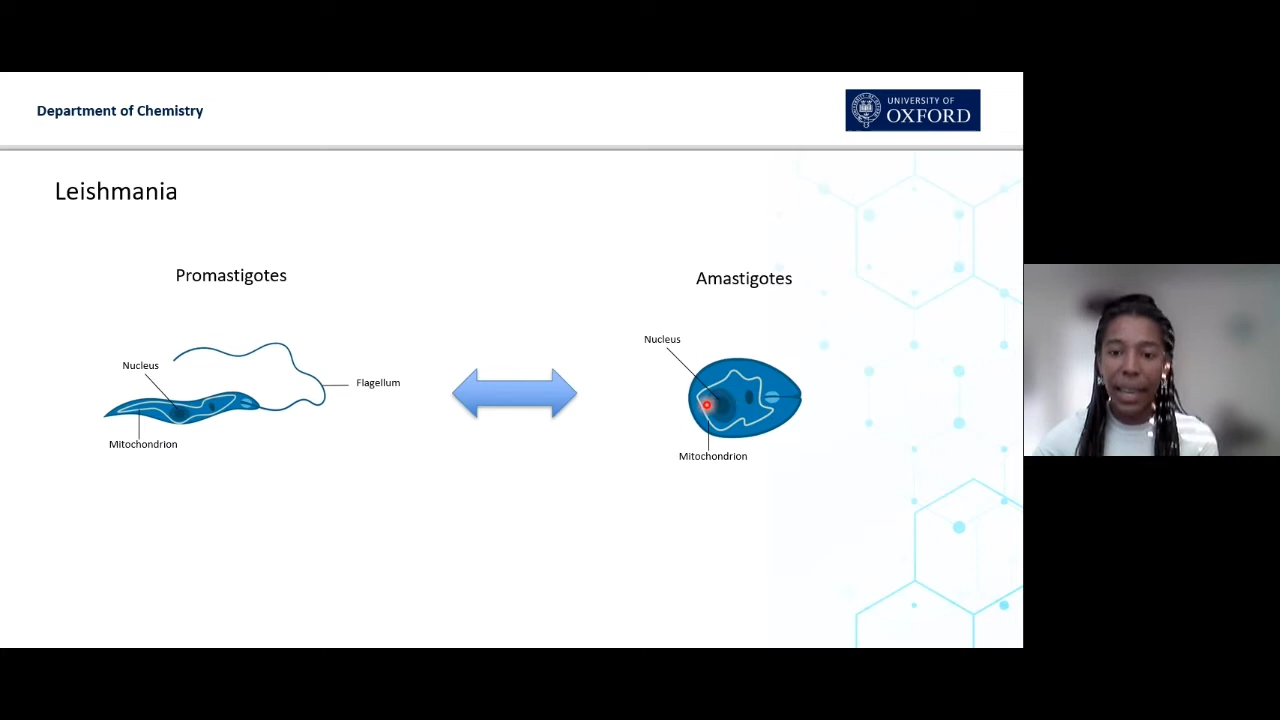 Department of Chemistry
UNIVERSITY OF
OXFORD
Leishmania
Promastigotes
Amastigotes
Nucleus
Nucleus
Flagellum
Mitochondrion
Mitochondrion